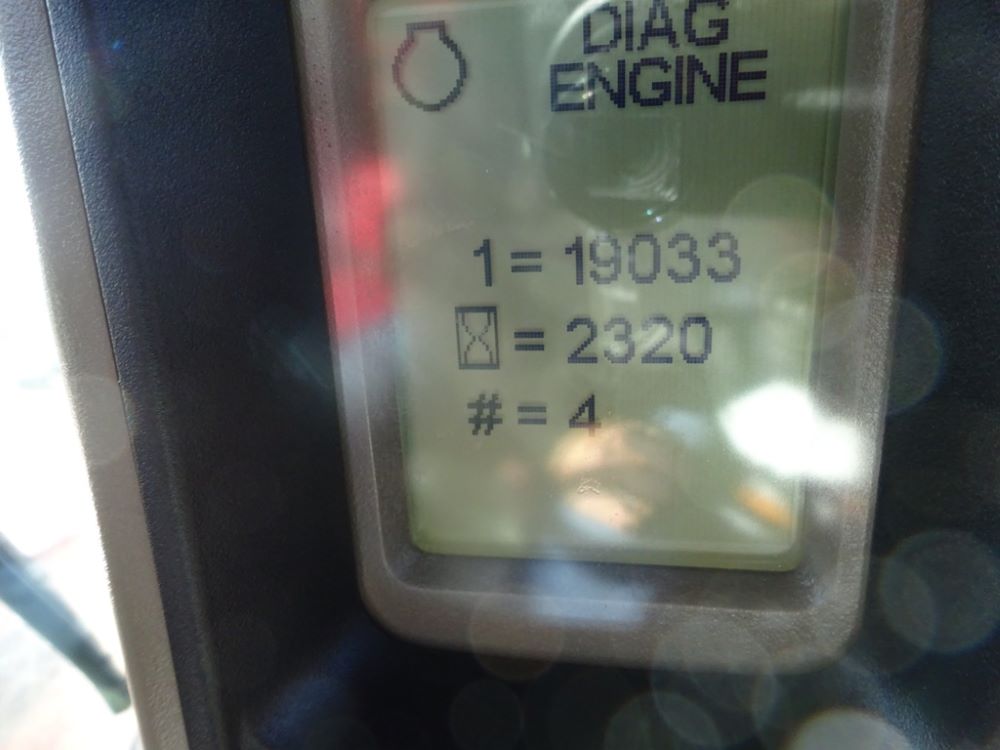 DIAG
ENGINE
1 = 19033
= 2320
# = 4